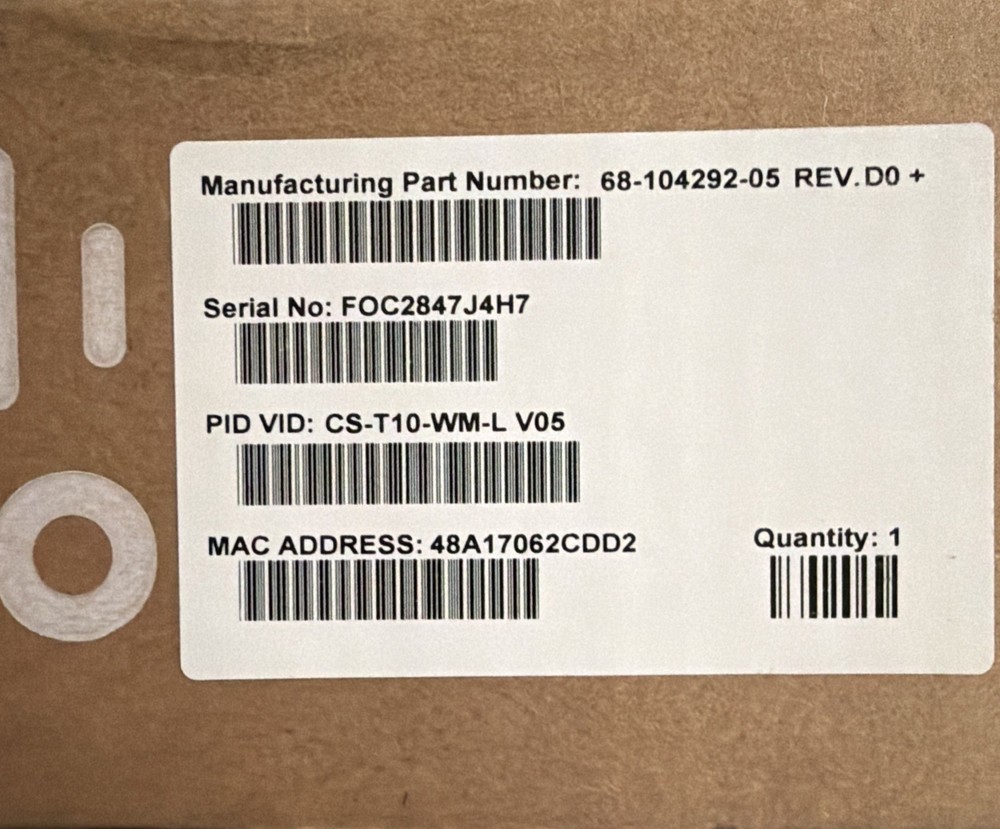 Manufacturing Part Number: 68-104292-05 REV.D0 +
Serial No: FOC2847J4H7
PID VID: CS-T10-WM-L V05
MAC ADDRESS: 48A17062CDD2
Quantity: 1